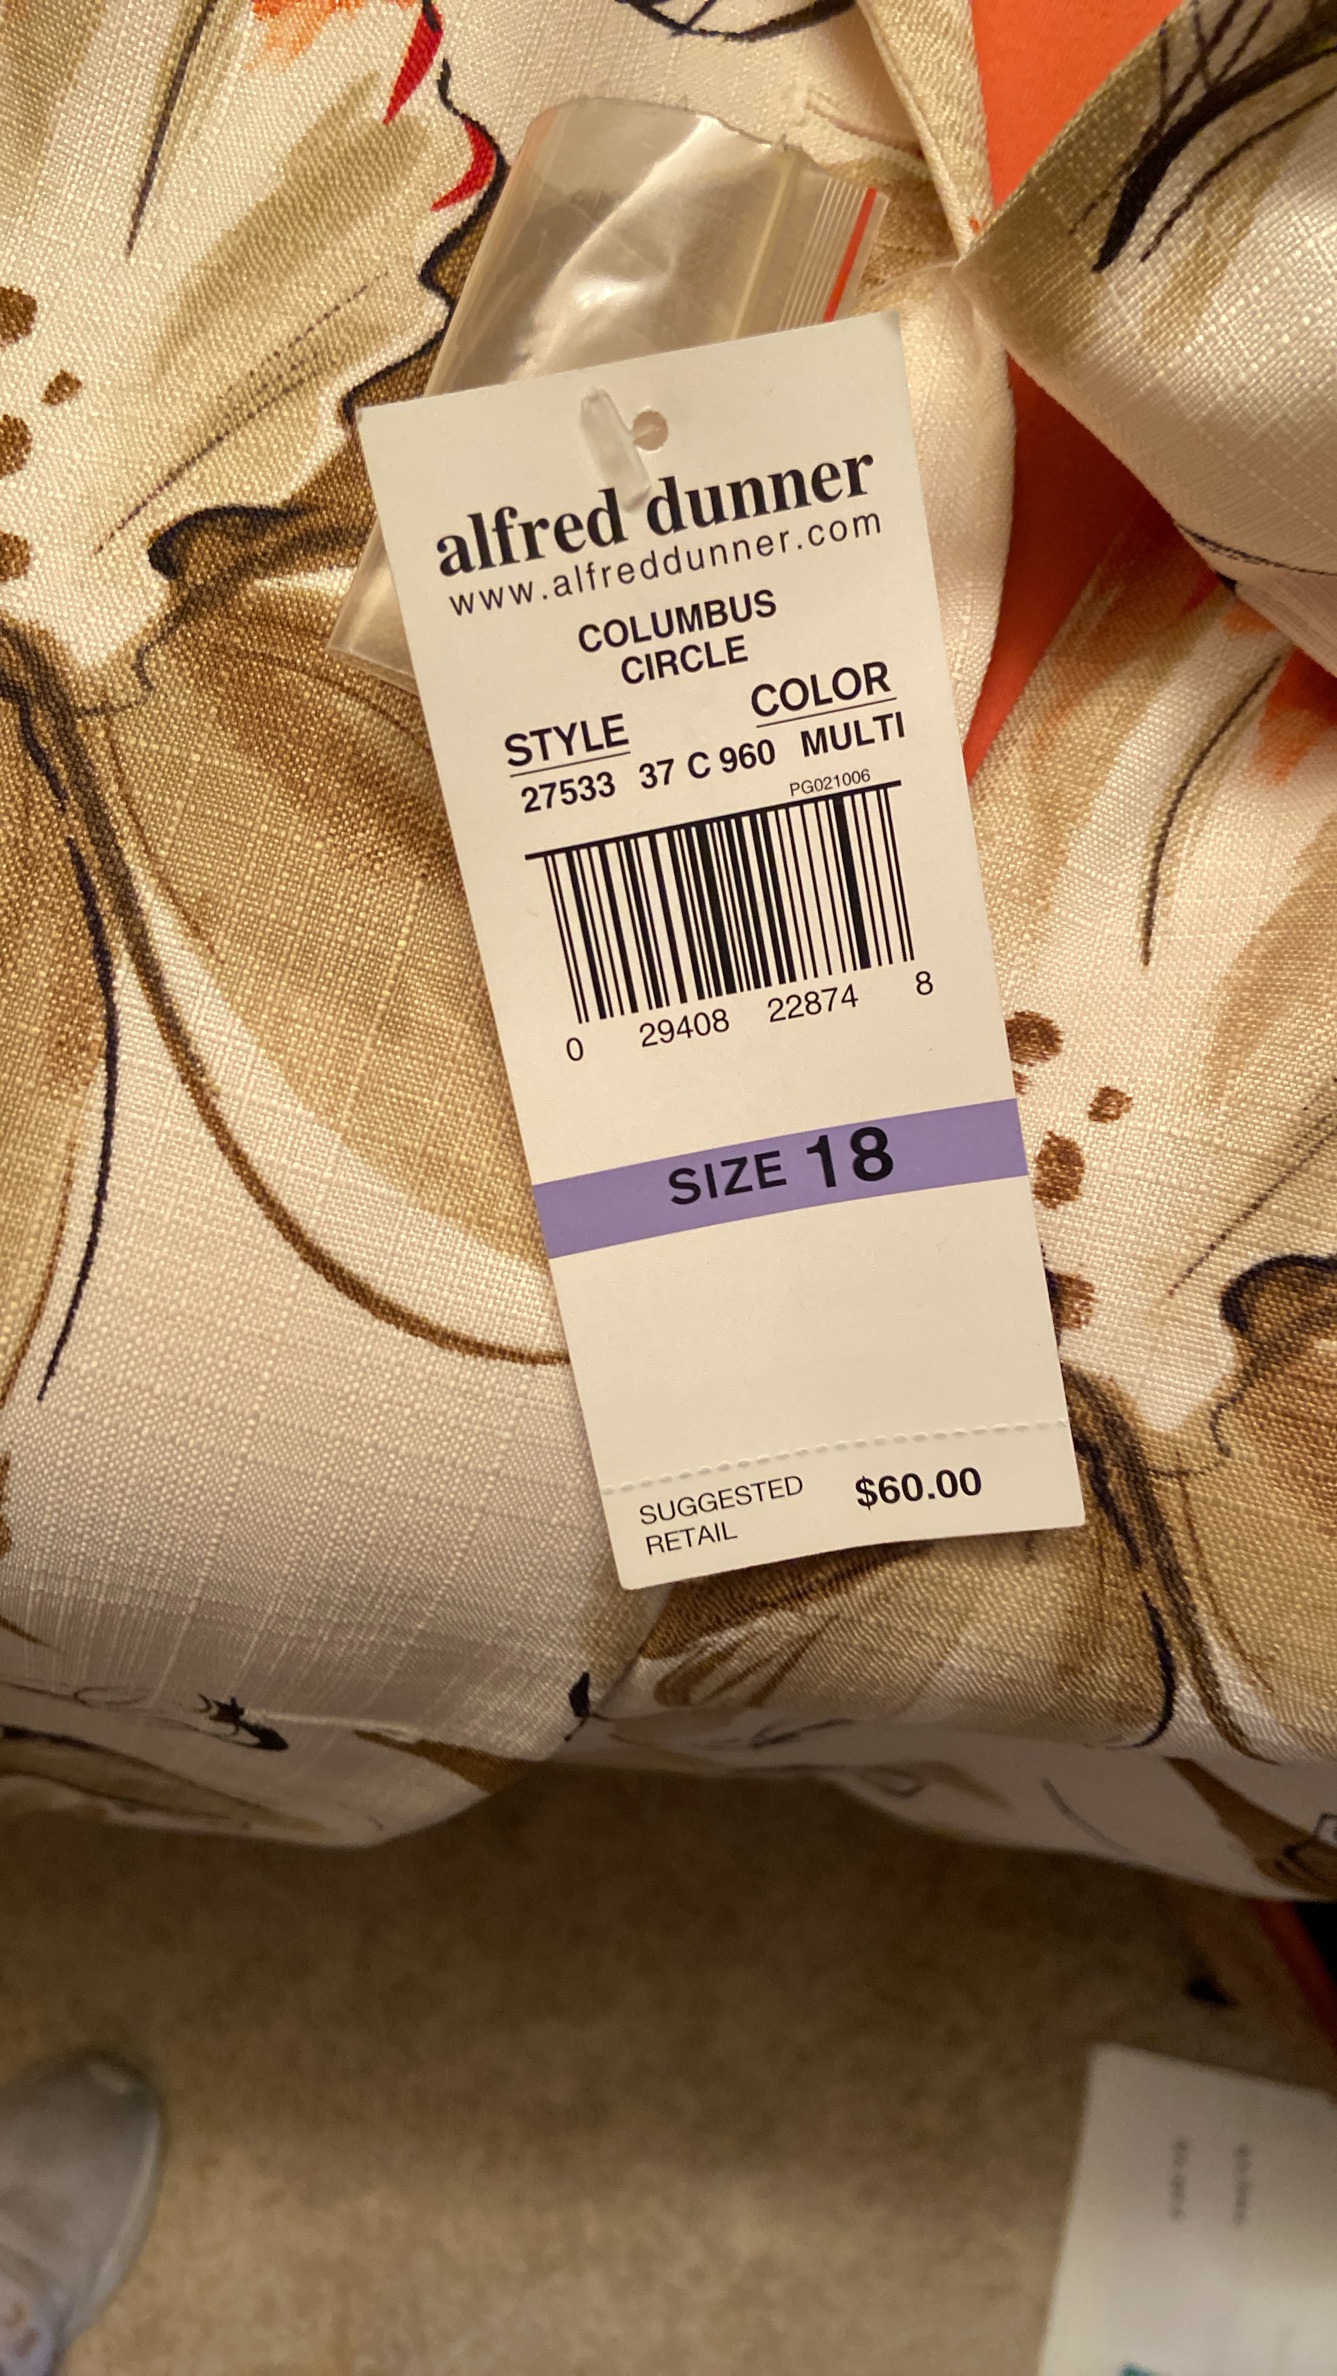 alfred dunner
www.alfreddunner.com
COLUMBUS
CIRCLE
STYLE COLOR
27533 37 C 960 MULTI
PG021006
0 29408 22874 8
SIZE 18
SUGGESTED RETAIL $60.00